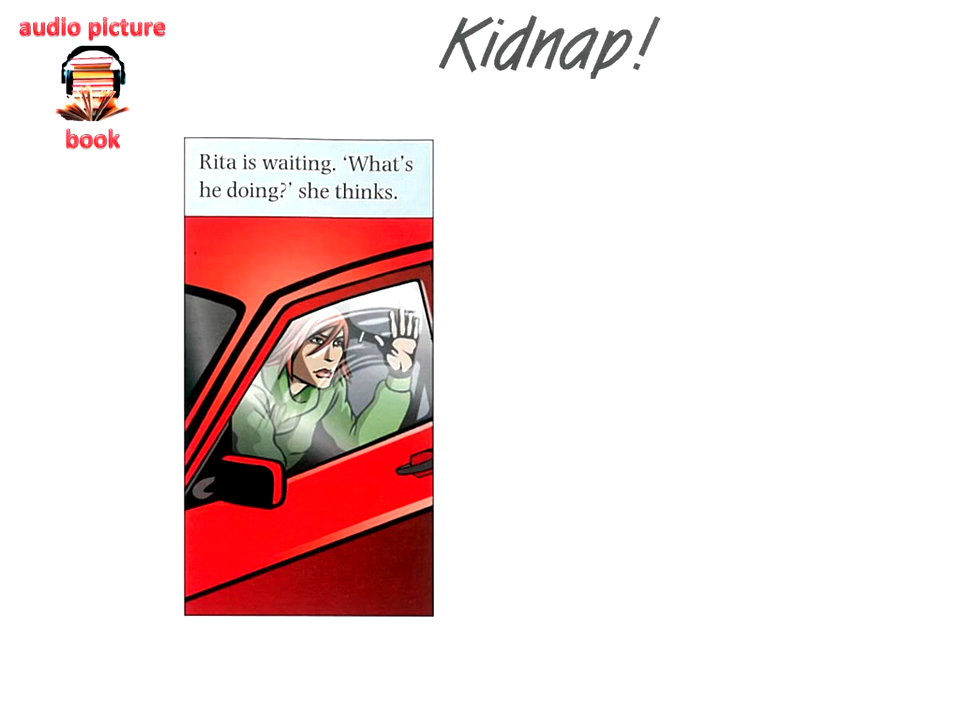 audio picture
book
Kidnap!
Rita is waiting. ‘What’s
he doing?’ she thinks.